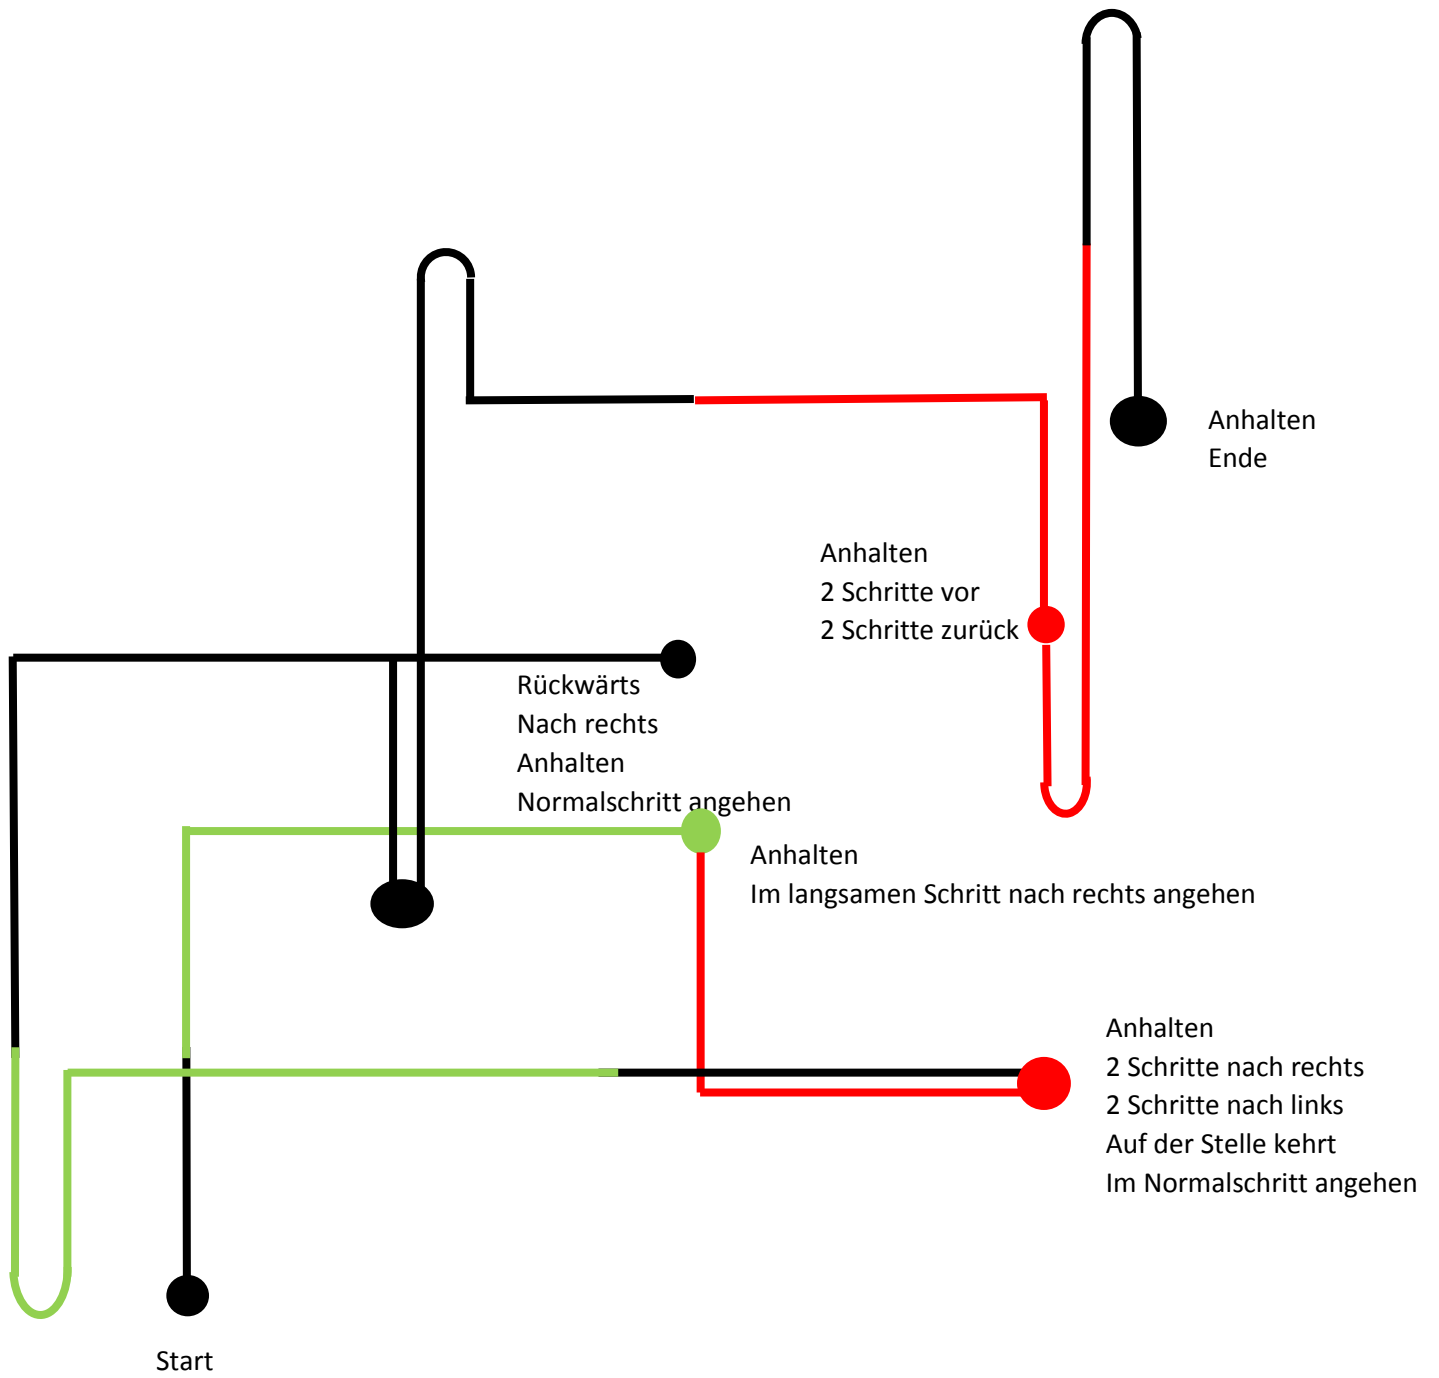 Anhalten
Ende
Anhalten
2 Schritte vor
2 Schritte zurück
Rückwärts
Nach rechts
Anhalten
Normalschritt angehen
Anhalten
Im langsamen Schritt nach rechts angehen
Anhalten
2 Schritte nach rechts
2 Schritte nach links
Auf der Stelle kehrt
Im Normalschritt angehen
Start